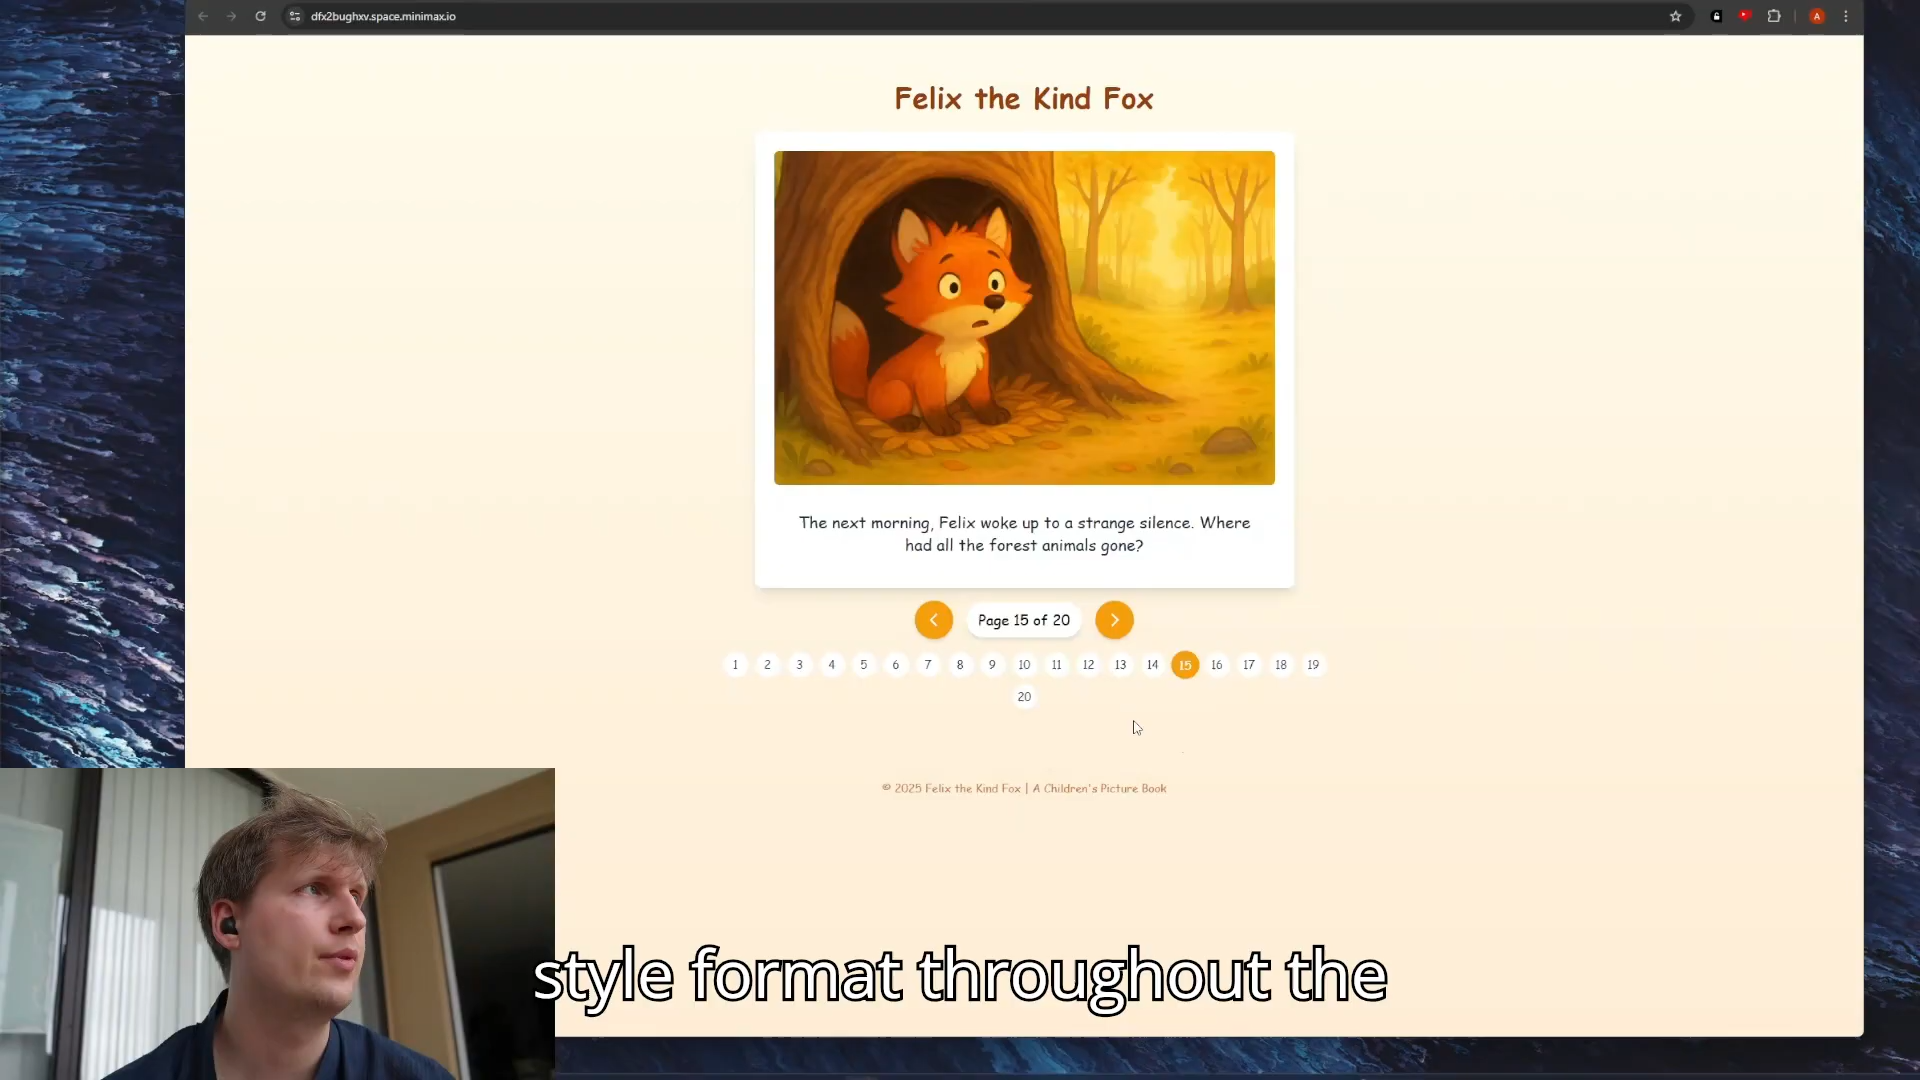 dfx2bughxv.space.minimax.io
A
Felix the Kind Fox
The next morning, Felix woke up to a strange silence. Where
had all the forest animals gone?
Page 15 of 20
1 2 3 4 5 6 7 8 9 10 11 12 13 14 15 16 17 18 19
20
© 2025 Felix the Kind Fox | A Children's Picture Book
style format throughout the